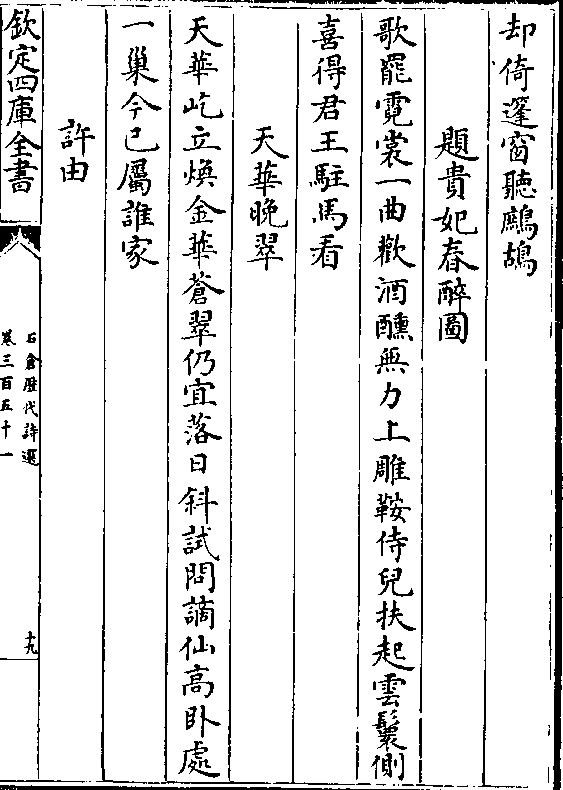 却倚篷窗聽鷓鴣
題貴妃春醉圖
歌罷霓裳一曲歡酒醺無力上雕鞍侍兒扶起雲鬟側
喜得君王駐馬看
天華晚翠
天華屹立煥金華蒼翠仍宜落日斜試問謫仙高卧處
一巢今已屬誰家
許由
欽定四庫全書
石倉歷代詩選
卷三百五十一
十九